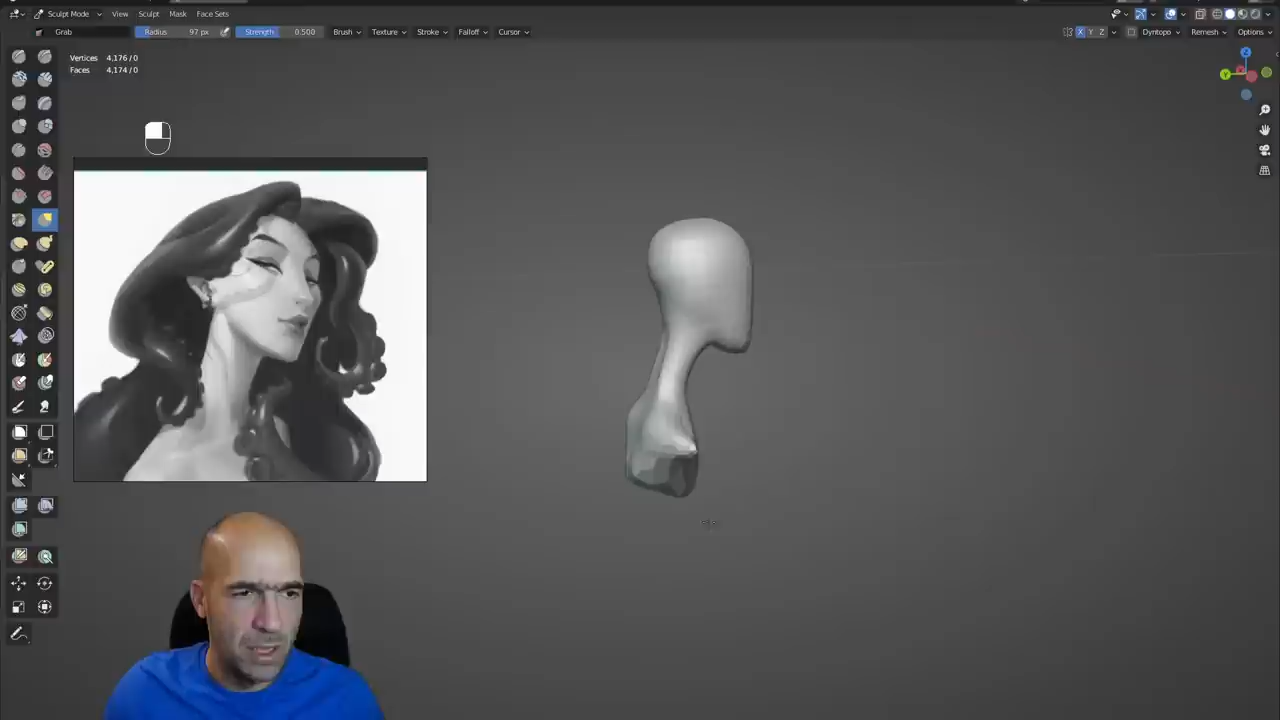 Sculpt Mode View Sculpt Mask Face Sets
Grab Radius 97 px Strength 0.500 Brush Texture Stroke Falloff Cursor X Y Z Dyntopo Remesh Options
Vertices 4,176 / 0
Faces 4,174 / 0
Z
Y